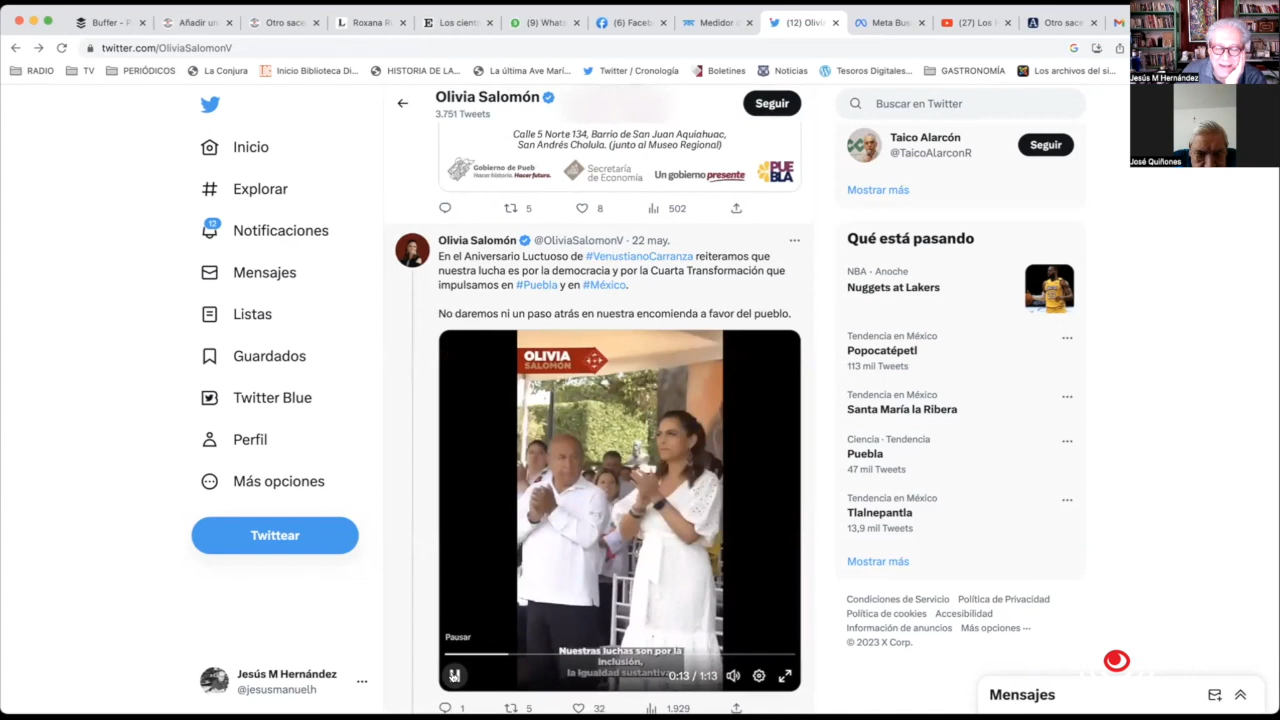 Buffer - P
Añadir un
Otro sace
Roxana Ru
Los cient
(9) Whats
(6) Faceb
Medidor d
(12) Olivi
Meta Bus
(27) Los
Otro sace
twitter.com/OliviaSalomonV
RADIO
TV
PERIÓDICOS
La Conjura
Inicio Biblioteca Di...
HISTORIA DE LA...
La última Ave Marí...
Twitter / Cronología
Boletines
Noticias
Tesoros Digitales...
GASTRONOMÍA
Los archivos del si...
Jesús M Hernández
José Quiñones
Inicio
Explorar
12
Notificaciones
Mensajes
Listas
Guardados
Twitter Blue
Perfil
Más opciones
Twittear
Jesús M Hernández
@jesusmanuelh
Olivia Salomón
3.751 Tweets
Seguir
Calle 5 Norte 134, Barrio de San Juan Aquiahuac,
San Andrés Cholula. (junto al Museo Regional)
Gobierno de Pueb
Hacer historia. Hacer futuro.
Secretaría
de Economía
Un gobierno presente
PUE
BLA
5 8 502
Olivia Salomón @OliviaSalomonV · 22 may.
En el Aniversario Luctuoso de #VenustianoCarranza reiteramos que
nuestra lucha es por la democracia y por la Cuarta Transformación que
impulsamos en #Puebla y en #México.
No daremos ni un paso atrás en nuestra encomienda a favor del pueblo.
OLIVIA
SALOMÓN
Pausar
Nuestras luchas son por la
inclusión,
la igualdad sustantiva
0:13 / 1:13
1 5 32 1.929
Buscar en Twitter
Taico Alarcón
@TaicoAlarconR
Seguir
Mostrar más
Qué está pasando
NBA · Anoche
Nuggets at Lakers
Tendencia en México
Popocatépetl
113 mil Tweets
Tendencia en México
Santa María la Ribera
Ciencia · Tendencia
Puebla
47 mil Tweets
Tendencia en México
Tlalnepantla
13,9 mil Tweets
Mostrar más
Condiciones de Servicio Política de Privacidad
Política de cookies Accesibilidad
Información de anuncios Más opciones ···
© 2023 X Corp.
Mensajes